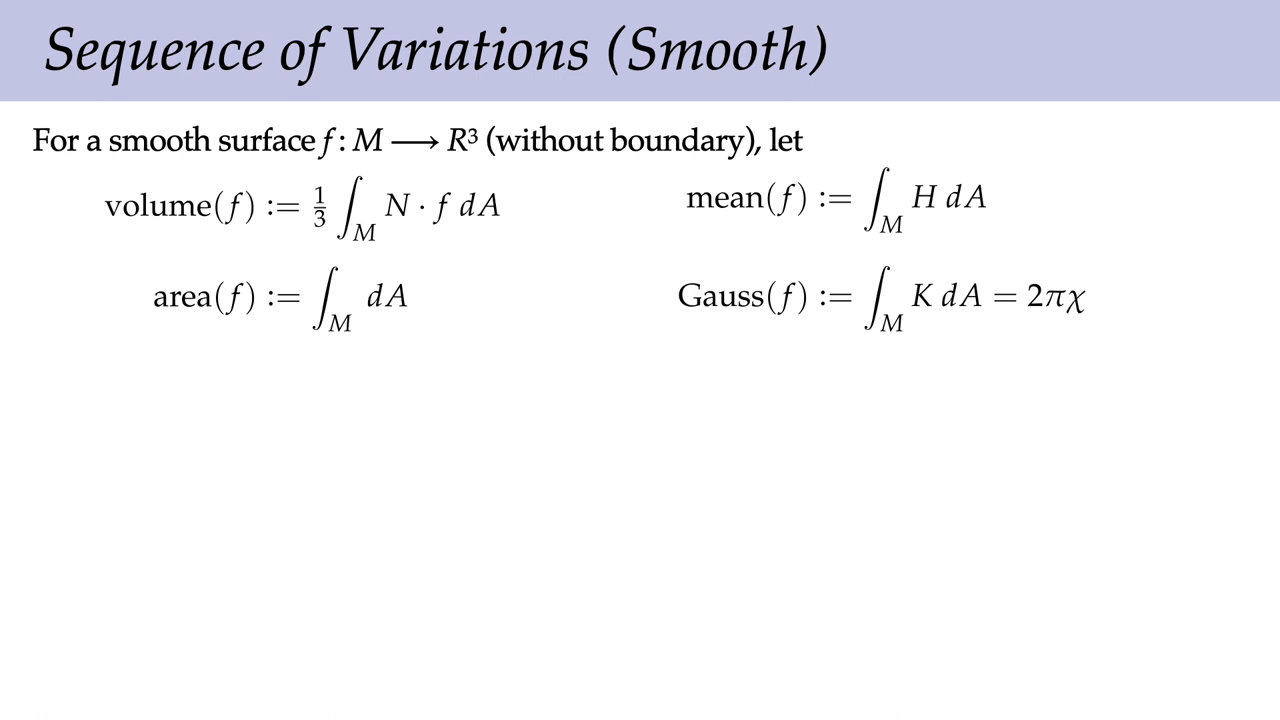 Sequence of Variations (Smooth)
For a smooth surface f : M ⟶ R³ (without boundary), let
volume(f) := 1/3 ∫_M N · f dA
mean(f) := ∫_M H dA
area(f) := ∫_M dA
Gauss(f) := ∫_M K dA = 2πχ